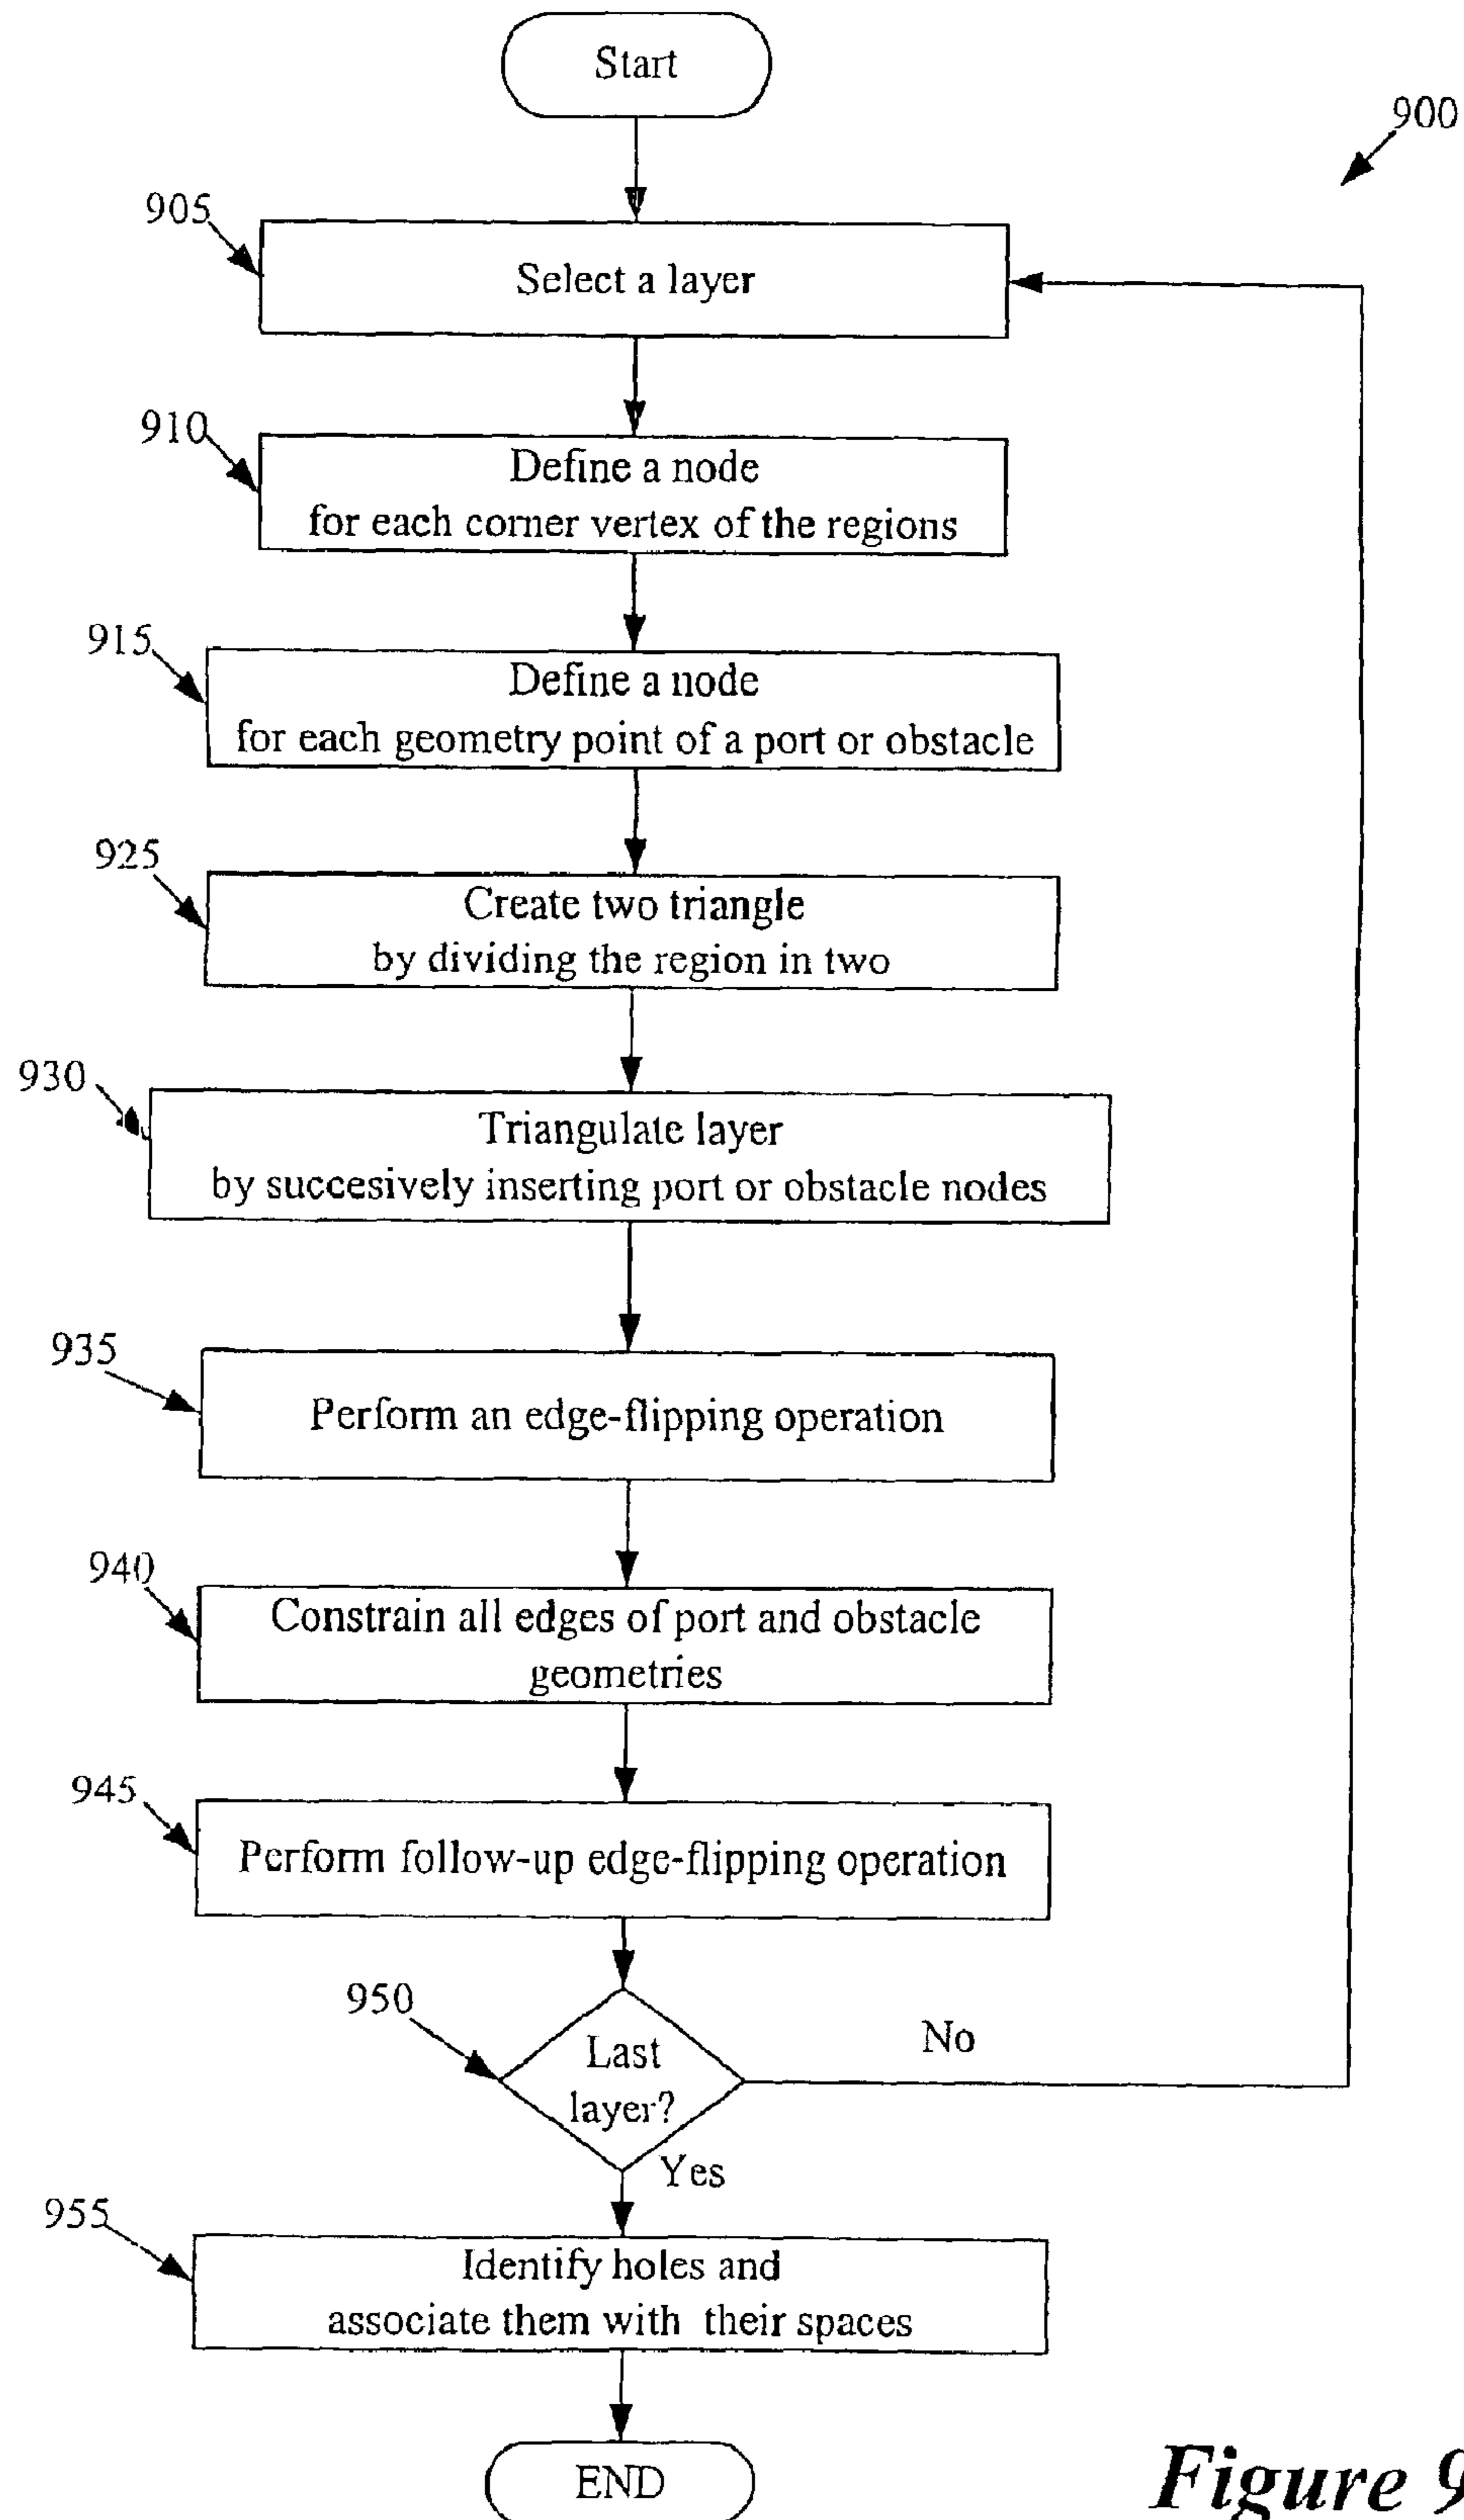 Start
900
905
Select a layer
910
Define a node
for each corner vertex of the regions
915
Define a node
for each geometry point of a port or obstacle
925
Create two triangle
by dividing the region in two
930
Triangulate layer
by succesively inserting port or obstacle nodes
935
Perform an edge-flipping operation
940
Constrain all edges of port and obstacle
geometries
945
Perform follow-up edge-flipping operation
950
Last
layer?
No
Yes
955
Identify holes and
associate them with their spaces
END
Figure 9